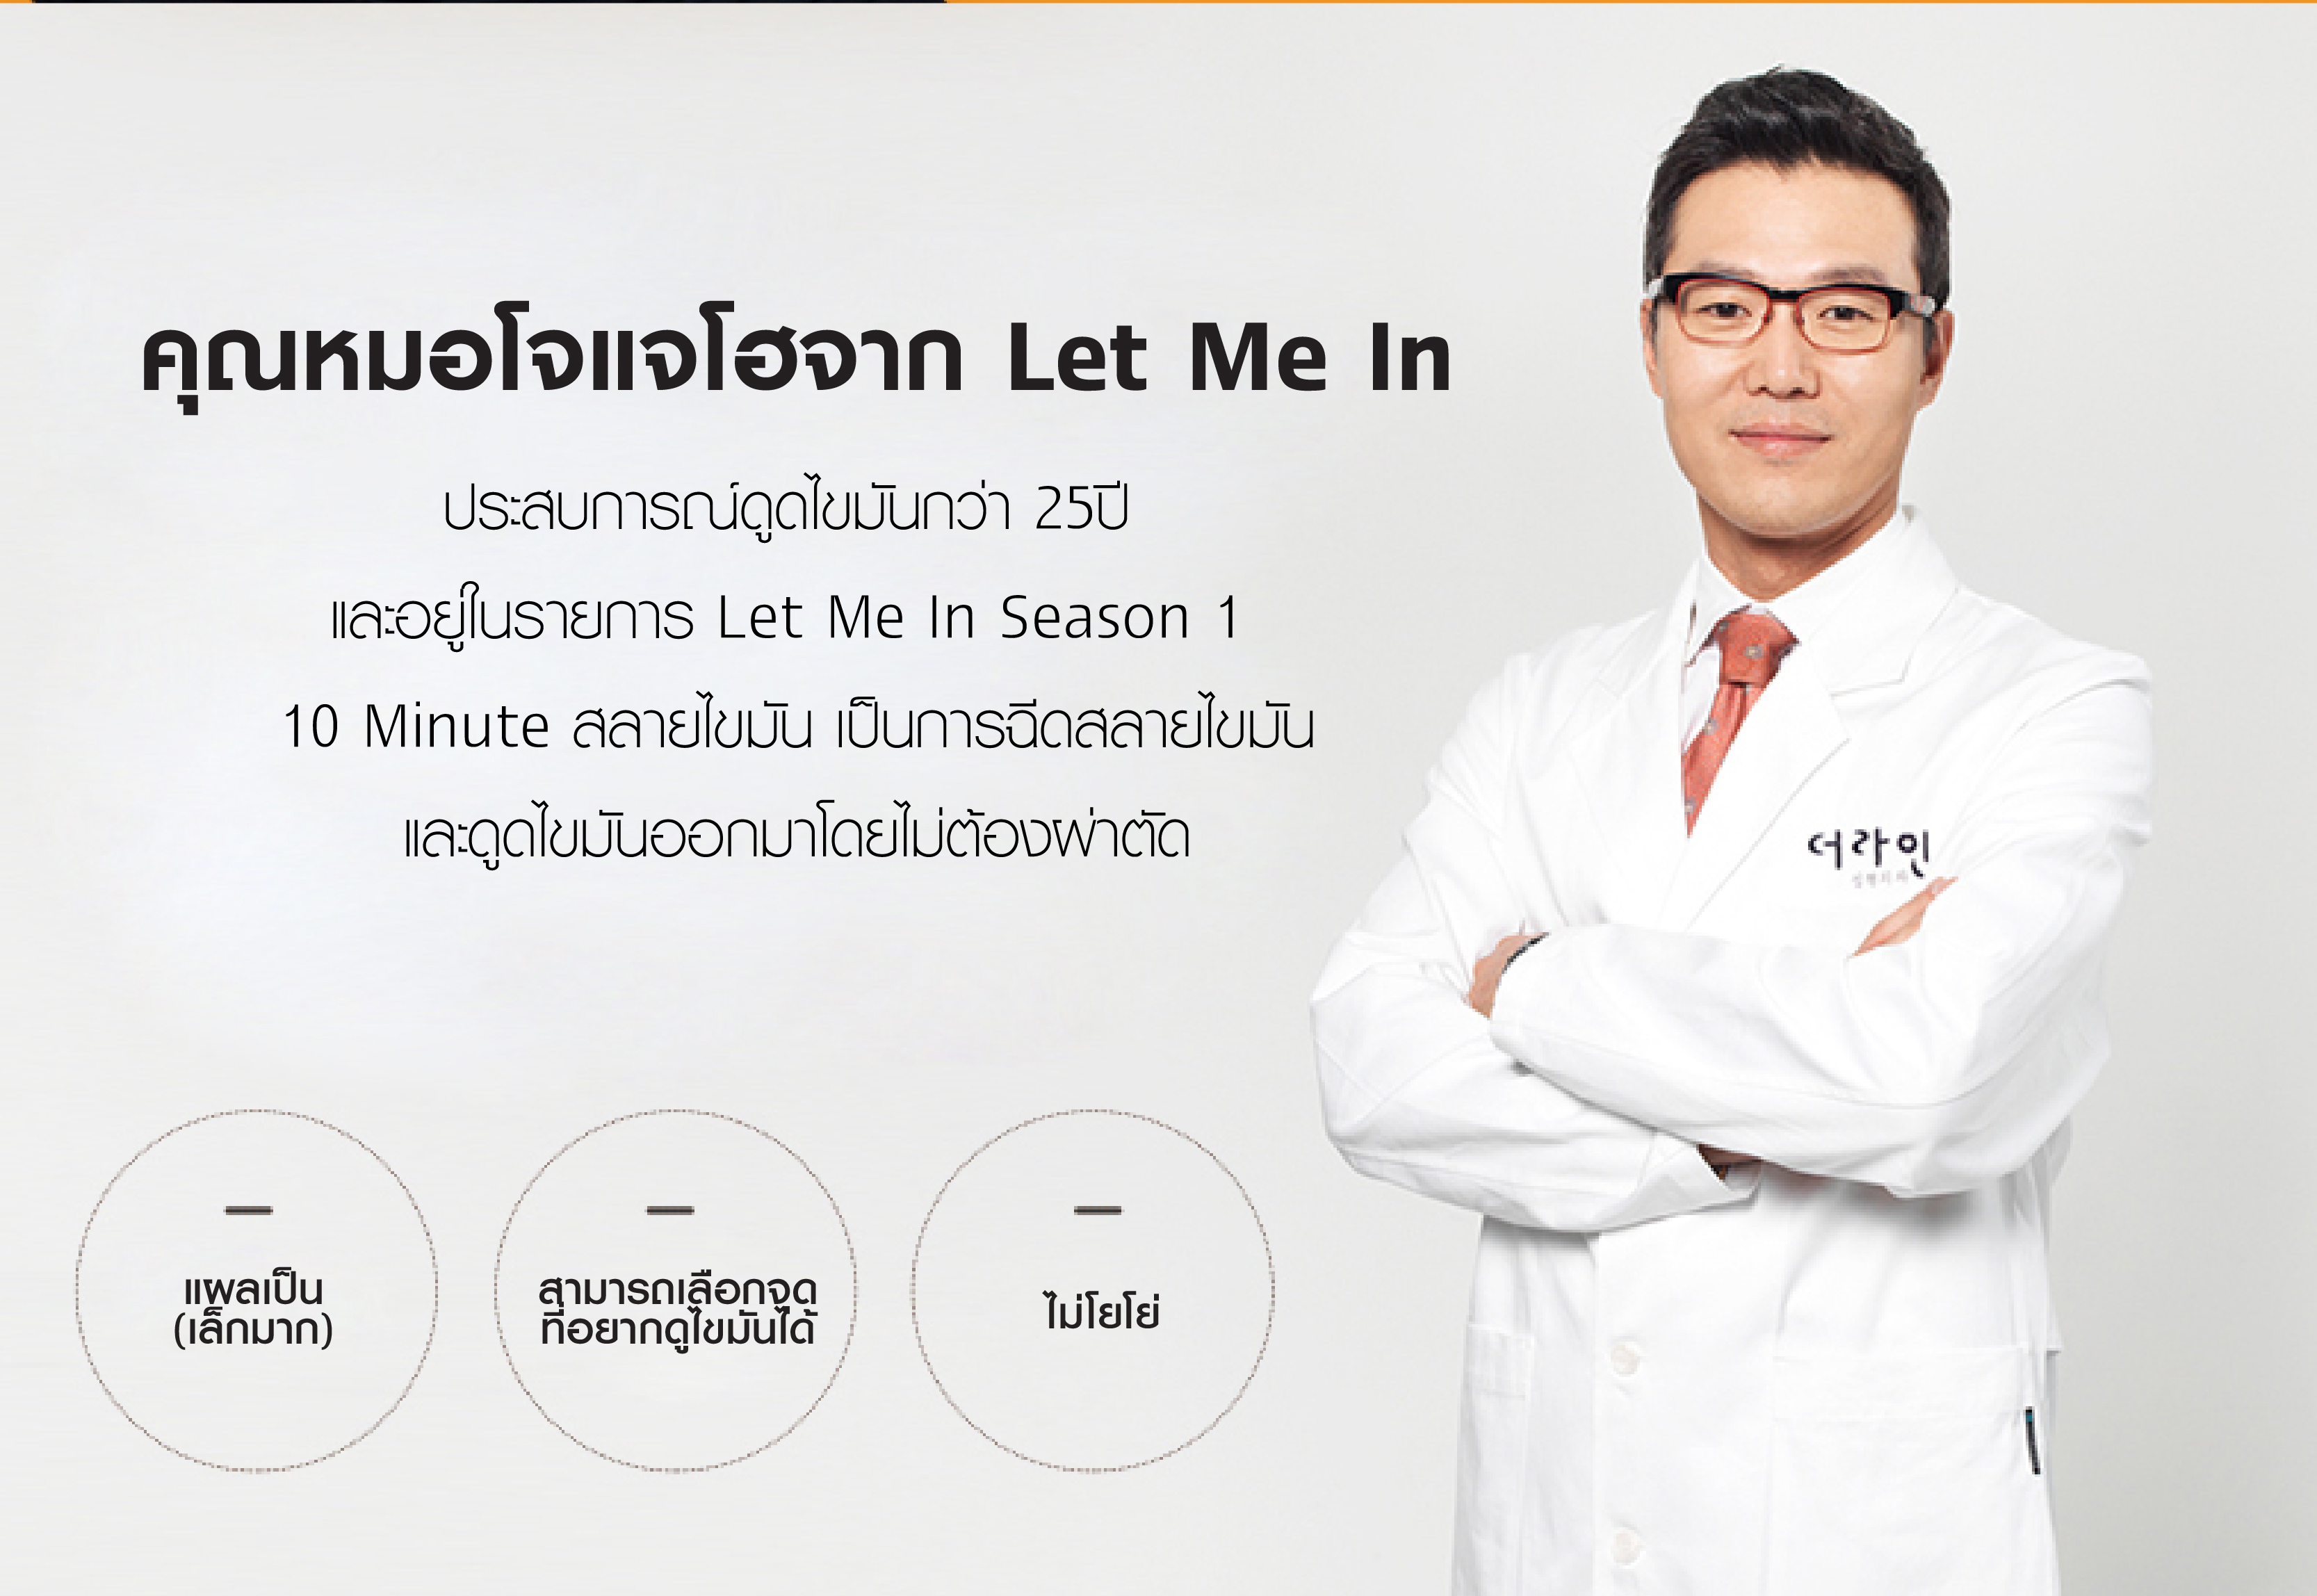 คุณหมอโจแจโฮจาก Let Me In
ประสบการณ์ดูดไขมันกว่า 25ปี
และอยู่ในรายการ Let Me In Season 1
10 Minute สลายไขมัน เป็นการฉีดสลายไขมัน
และดูดไขมันออกมาโดยไม่ต้องผ่าตัด
더라인
성형외과
แผลเป็น
(เล็กมาก)
สามารถเลือกจุด
ที่อยากดูไขมันได้
ไม่โยโย่